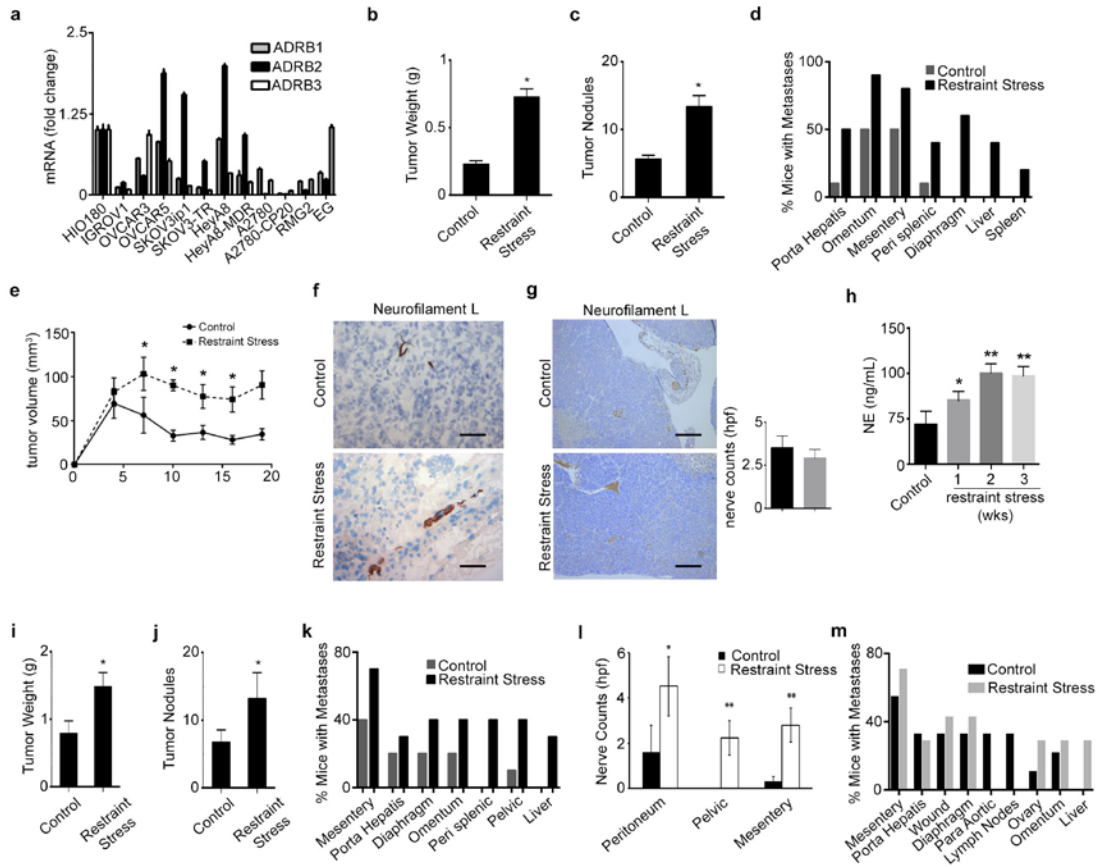 a
mRNA (fold change)
2.5
1.25
0
ADRB1
ADRB2
ADRB3
HIO180
IGROV1
OVCAR3
OVCAR5
SKOV3ip1
SKOV3-TR
HeyA8
HeyA8-MDR
A2780
A2780-CP20
RMG2
EG
b
Tumor Weight (g)
1
0.5
0
*
Control
Restraint
Stress
c
Tumor Nodules
20
10
0
*
Control
Restraint
Stress
d
% Mice with Metastases
100
50
0
Control
Restraint Stress
Porta Hepatis
Omentum
Mesentery
Peri splenic
Diaphragm
Liver
Spleen
e
tumor volume (mm³)
150
100
50
0
0 5 10 15 20
Control
Restraint Stress
* * * *
f
Neurofilament L
Control
Restraint Stress
g
Neurofilament L
Control
Restraint Stress
nerve counts (hpf)
5
2.5
0
h
NE (ng/mL)
150
100
75
0
* ** **
Control
1 2 3
restraint stress
(wks)
i
Tumor Weight (g)
2
1
0
*
Control
Restraint
Stress
j
Tumor Nodules
20
10
0
*
Control
Restraint
Stress
k
% Mice with Metastases
80
40
0
Control
Restraint Stress
Mesentery
Porta Hepatis
Diaphragm
Omentum
Peri splenic
Pelvic
Liver
l
Nerve Counts (hpf)
6
4
2
0
Control
Restraint Stress
* ** **
Peritoneum
Pelvic
Mesentery
m
% Mice with Metastases
80
40
0
Control
Restraint Stress
Mesentery
Porta Hepatis
Wound
Diaphragm
Para Aortic
Lymph Nodes
Ovary
Omentum
Liver